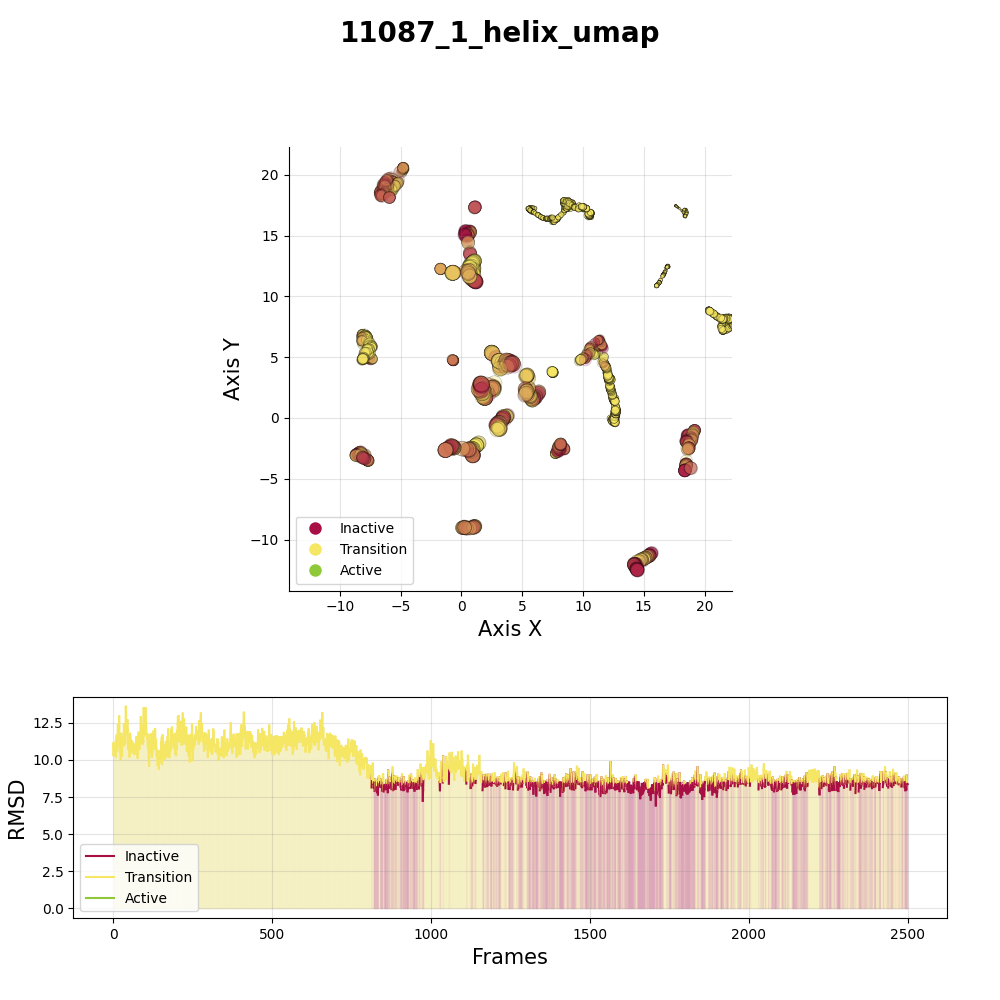 11087_1_helix_umap
20
15
10
5
0
−5
−10
Axis Y
Inactive
Transition
Active
−10 −5 0 5 10 15 20
Axis X
12.5
10.0
7.5
5.0
2.5
0.0
RMSD
Inactive
Transition
Active
0 500 1000 1500 2000 2500
Frames